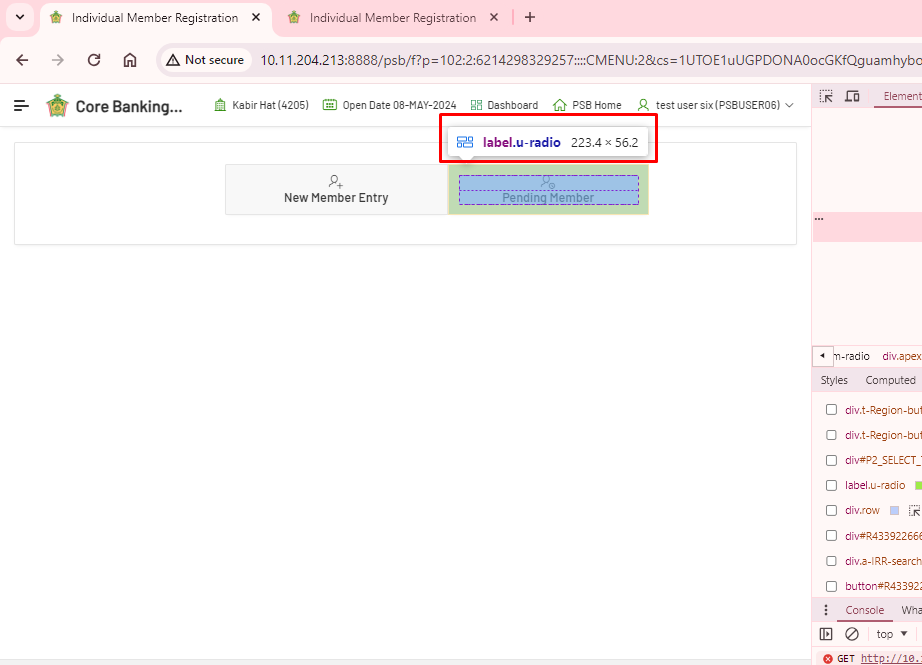 Individual Member Registration
Individual Member Registration
Not secure
10.11.204.213:8888/psb/f?p=102:2:6214298329257::::CMENU:2&cs=1UTOE1uUGPDONA0ocGKfQguamhybo
Core Banking...
Kabir Hat (4205)
Open Date 08-MAY-2024
Dashboard
PSB Home
test user six (PSBUSER06)
Element
label.u-radio 223.4 × 56.2
New Member Entry
Pending Member
...
m-radio div.apex
Styles Computed
div.t-Region-but
div.t-Region-but
div#P2_SELECT_
label.u-radio
div.row
div#R433922666
div.a-IRR-search
button#R433922
Console Wha
top
GET http://10.